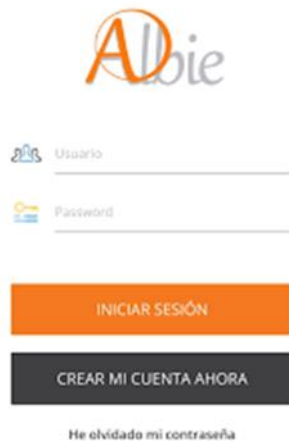 Albie
Usuario
Password
INICIAR SESIÓN
CREAR MI CUENTA AHORA
He olvidado mi contraseña